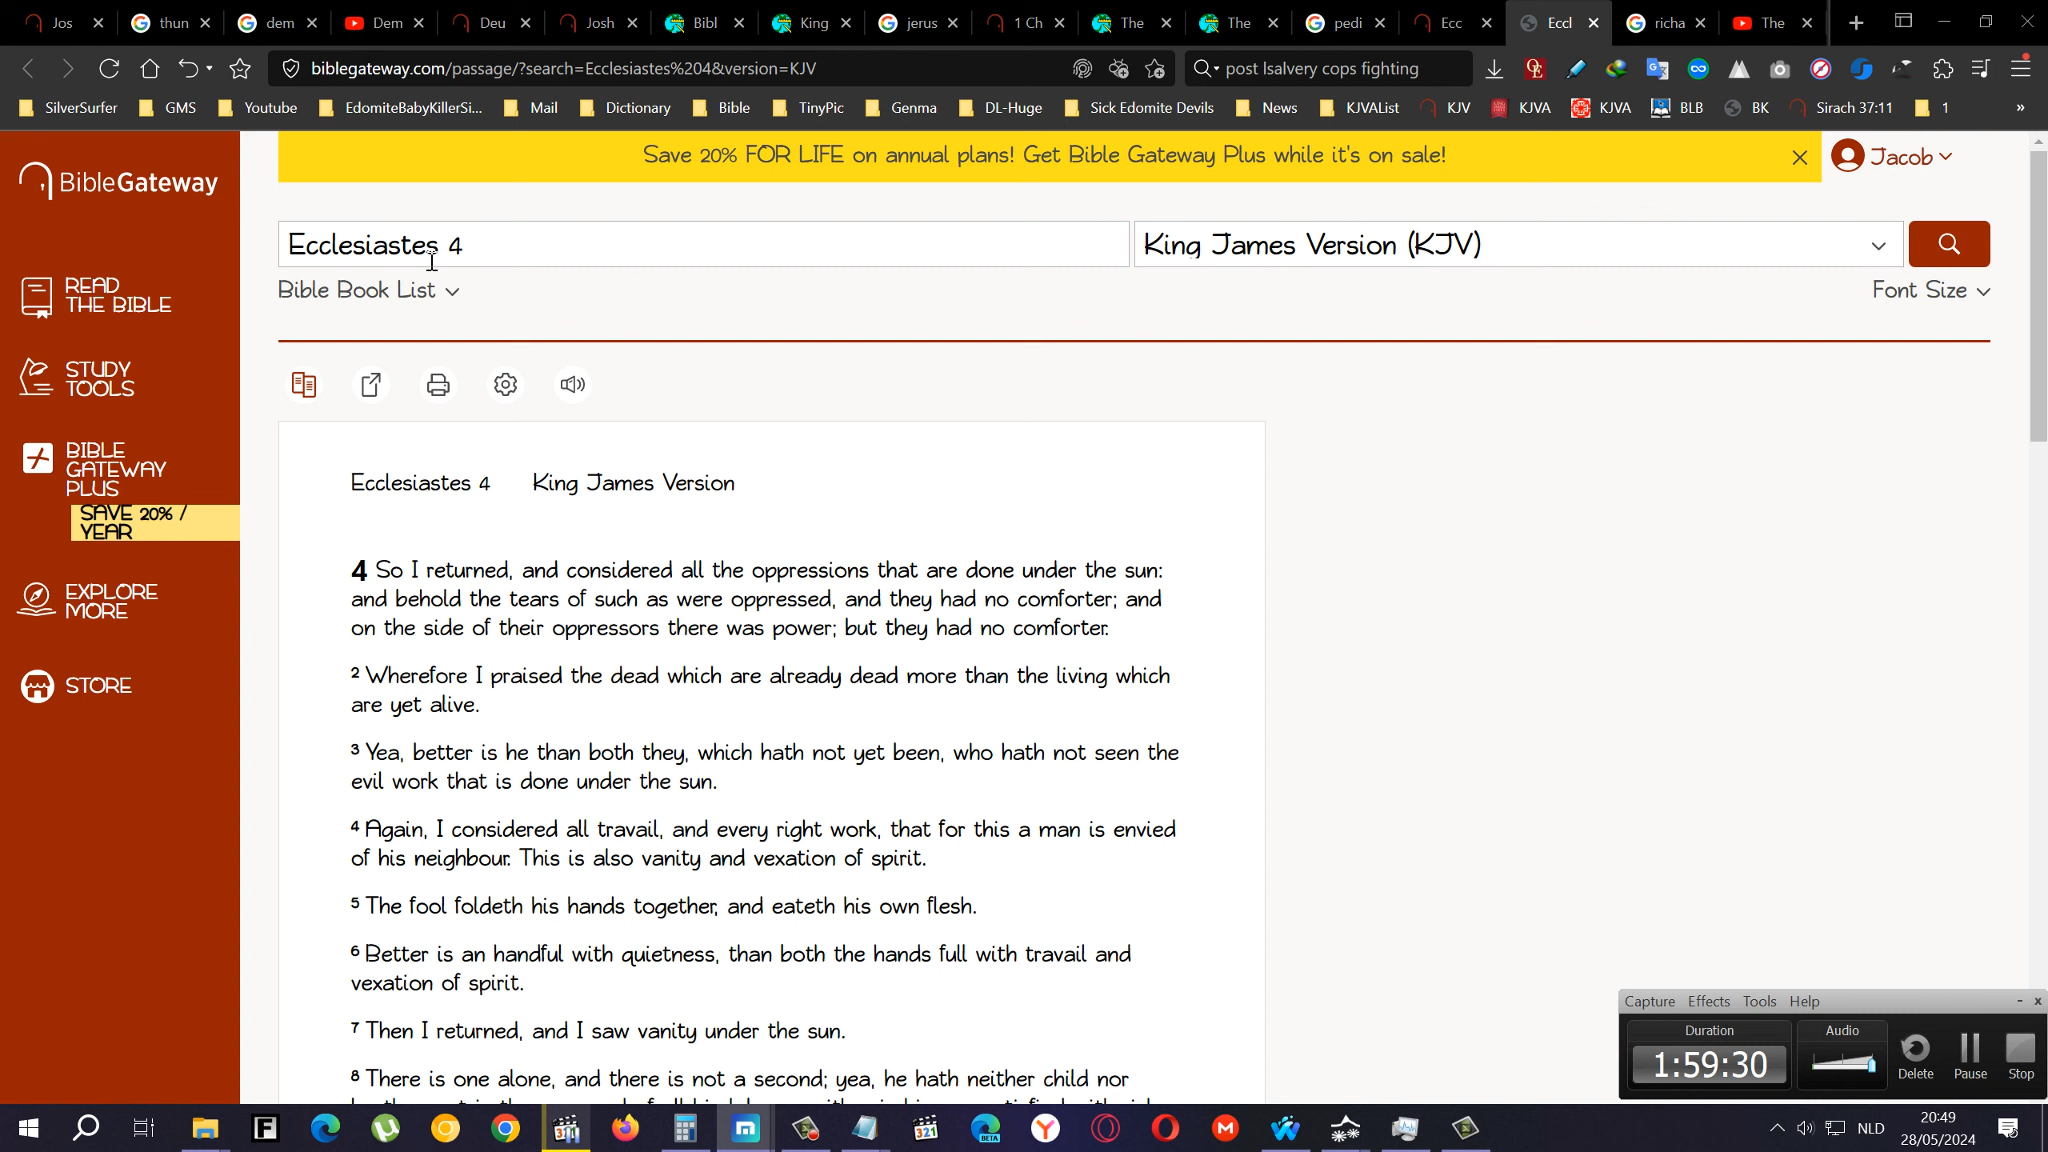 Jos
thun
dem
Dem
Deu
Josh
Bibl
King
jerus
1 Ch
The
The
pedi
Ecc
Eccl
richa
The
biblegateway.com/passage/?search=Ecclesiastes%204&version=KJV
post lsalvery cops fighting
SilverSurfer
GMS
Youtube
EdomiteBabyKillerSi...
Mail
Dictionary
Bible
TinyPic
Genma
DL-Huge
Sick Edomite Devils
News
KJVAList
KJV
KJVA
KJVA
BLB
BK
Sirach 37:11
1
»
Save 20% FOR LIFE on annual plans! Get Bible Gateway Plus while it's on sale!
Jacob
BibleGateway
READ
THE BIBLE
STUDY
TOOLS
BIBLE
GATEWAY
PLUS
SAVE 20% /
YEAR
EXPLORE
MORE
STORE
Ecclesiastes 4
King James Version (KJV)
Bible Book List
Font Size
Ecclesiastes 4 King James Version
4 So I returned, and considered all the oppressions that are done under the sun:
and behold the tears of such as were oppressed, and they had no comforter; and
on the side of their oppressors there was power; but they had no comforter.
2 Wherefore I praised the dead which are already dead more than the living which
are yet alive.
3 Yea, better is he than both they, which hath not yet been, who hath not seen the
evil work that is done under the sun.
4 Again, I considered all travail, and every right work, that for this a man is envied
of his neighbour. This is also vanity and vexation of spirit.
5 The fool foldeth his hands together, and eateth his own flesh.
6 Better is an handful with quietness, than both the hands full with travail and
vexation of spirit.
7 Then I returned, and I saw vanity under the sun.
8 There is one alone, and there is not a second; yea, he hath neither child nor
Capture Effects Tools Help
Duration
Audio
1:59:30
Delete
Pause
Stop
NLD
20:49
28/05/2024